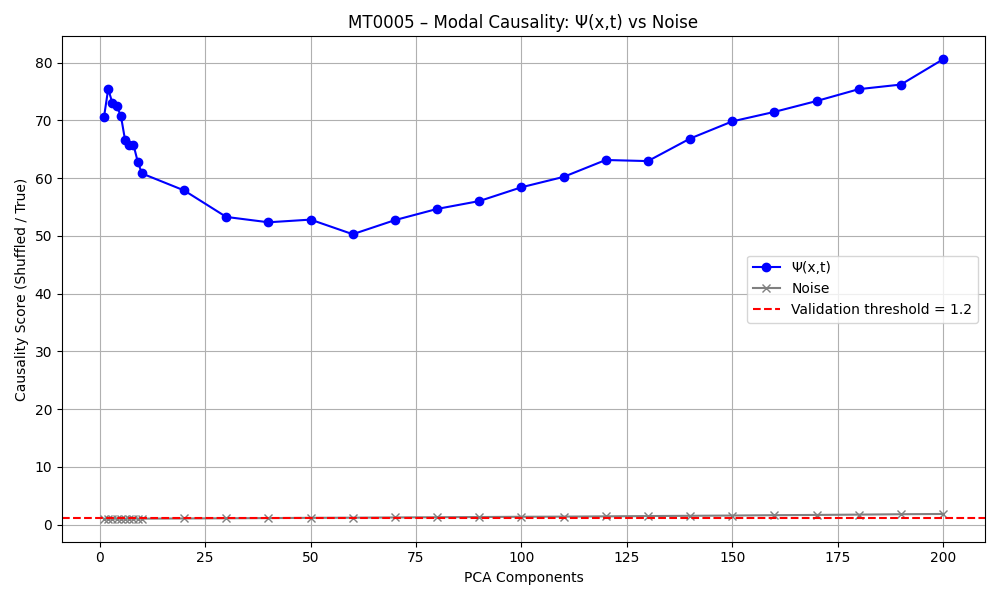 MT0005 – Modal Causality: Ψ(x,t) vs Noise
Causality Score (Shuffled / True)
80
70
60
50
40
30
20
10
0
Ψ(x,t)
Noise
Validation threshold = 1.2
0 25 50 75 100 125 150 175 200
PCA Components